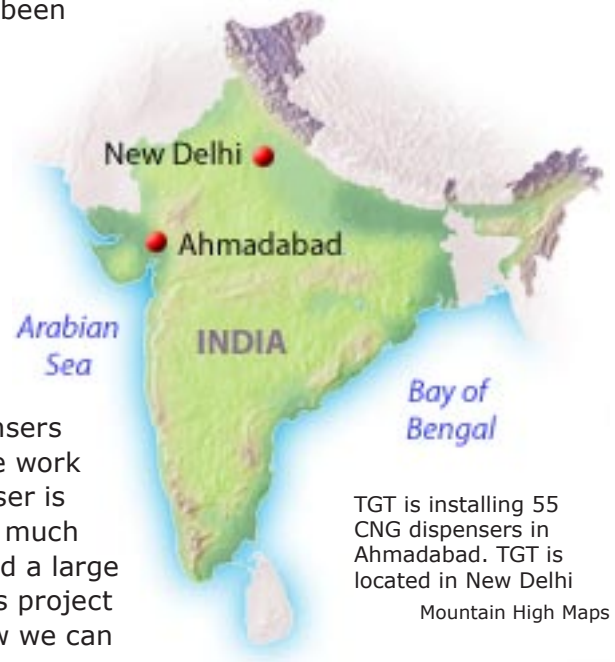 been
New Delhi
Ahmadabad
Arabian
Sea
INDIA
Bay of
Bengal
nsers
e work
ser is
much
d a large
s project
w we can
TGT is installing 55
CNG dispensers in
Ahmadabad. TGT is
located in New Delhi
Mountain High Maps